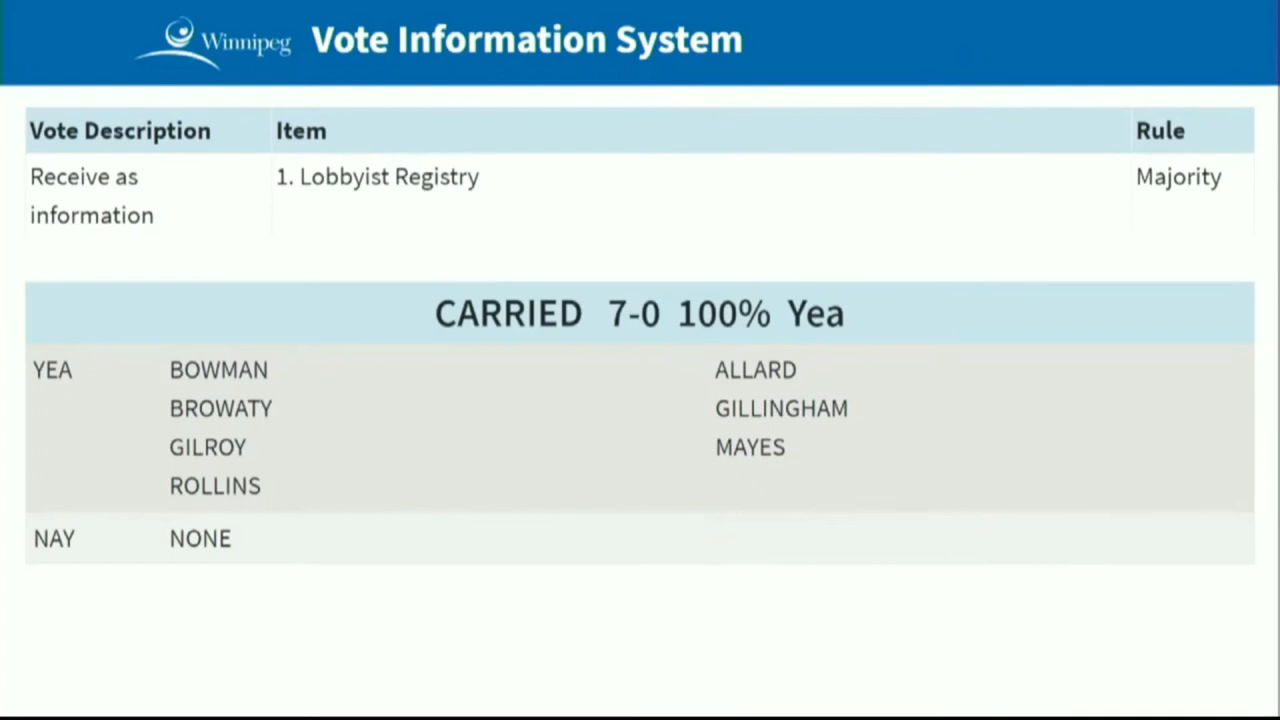 Winnipeg Vote Information System
Vote Description Item Rule
Receive as 1. Lobbyist Registry Majority
information
CARRIED 7-0 100% Yea
YEA BOWMAN ALLARD
BROWATY GILLINGHAM
GILROY MAYES
ROLLINS
NAY NONE